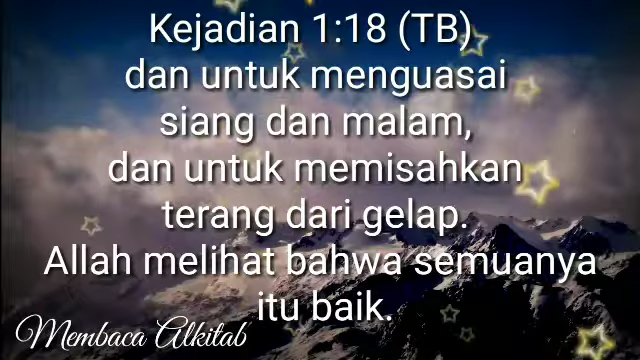 Kejadian 1:18 (TB)
dan untuk menguasai
siang dan malam,
dan untuk memisahkan
terang dari gelap.
Allah melihat bahwa semuanya
itu baik.
Membaca Alkitab